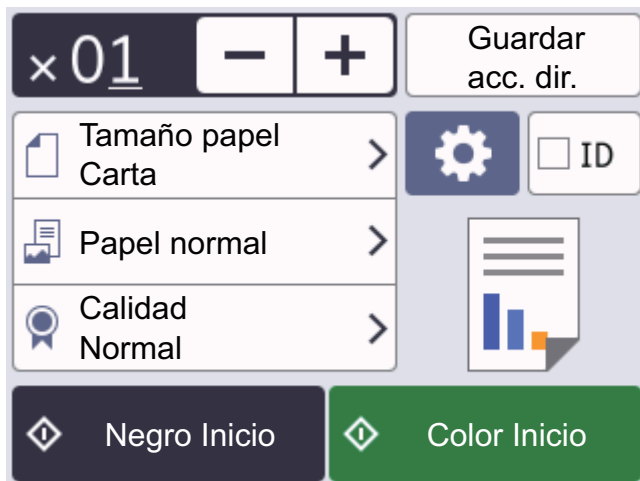 ×01 − +
Guardar
acc. dir.
Tamaño papel
Carta
ID
Papel normal
Calidad
Normal
Negro Inicio
Color Inicio